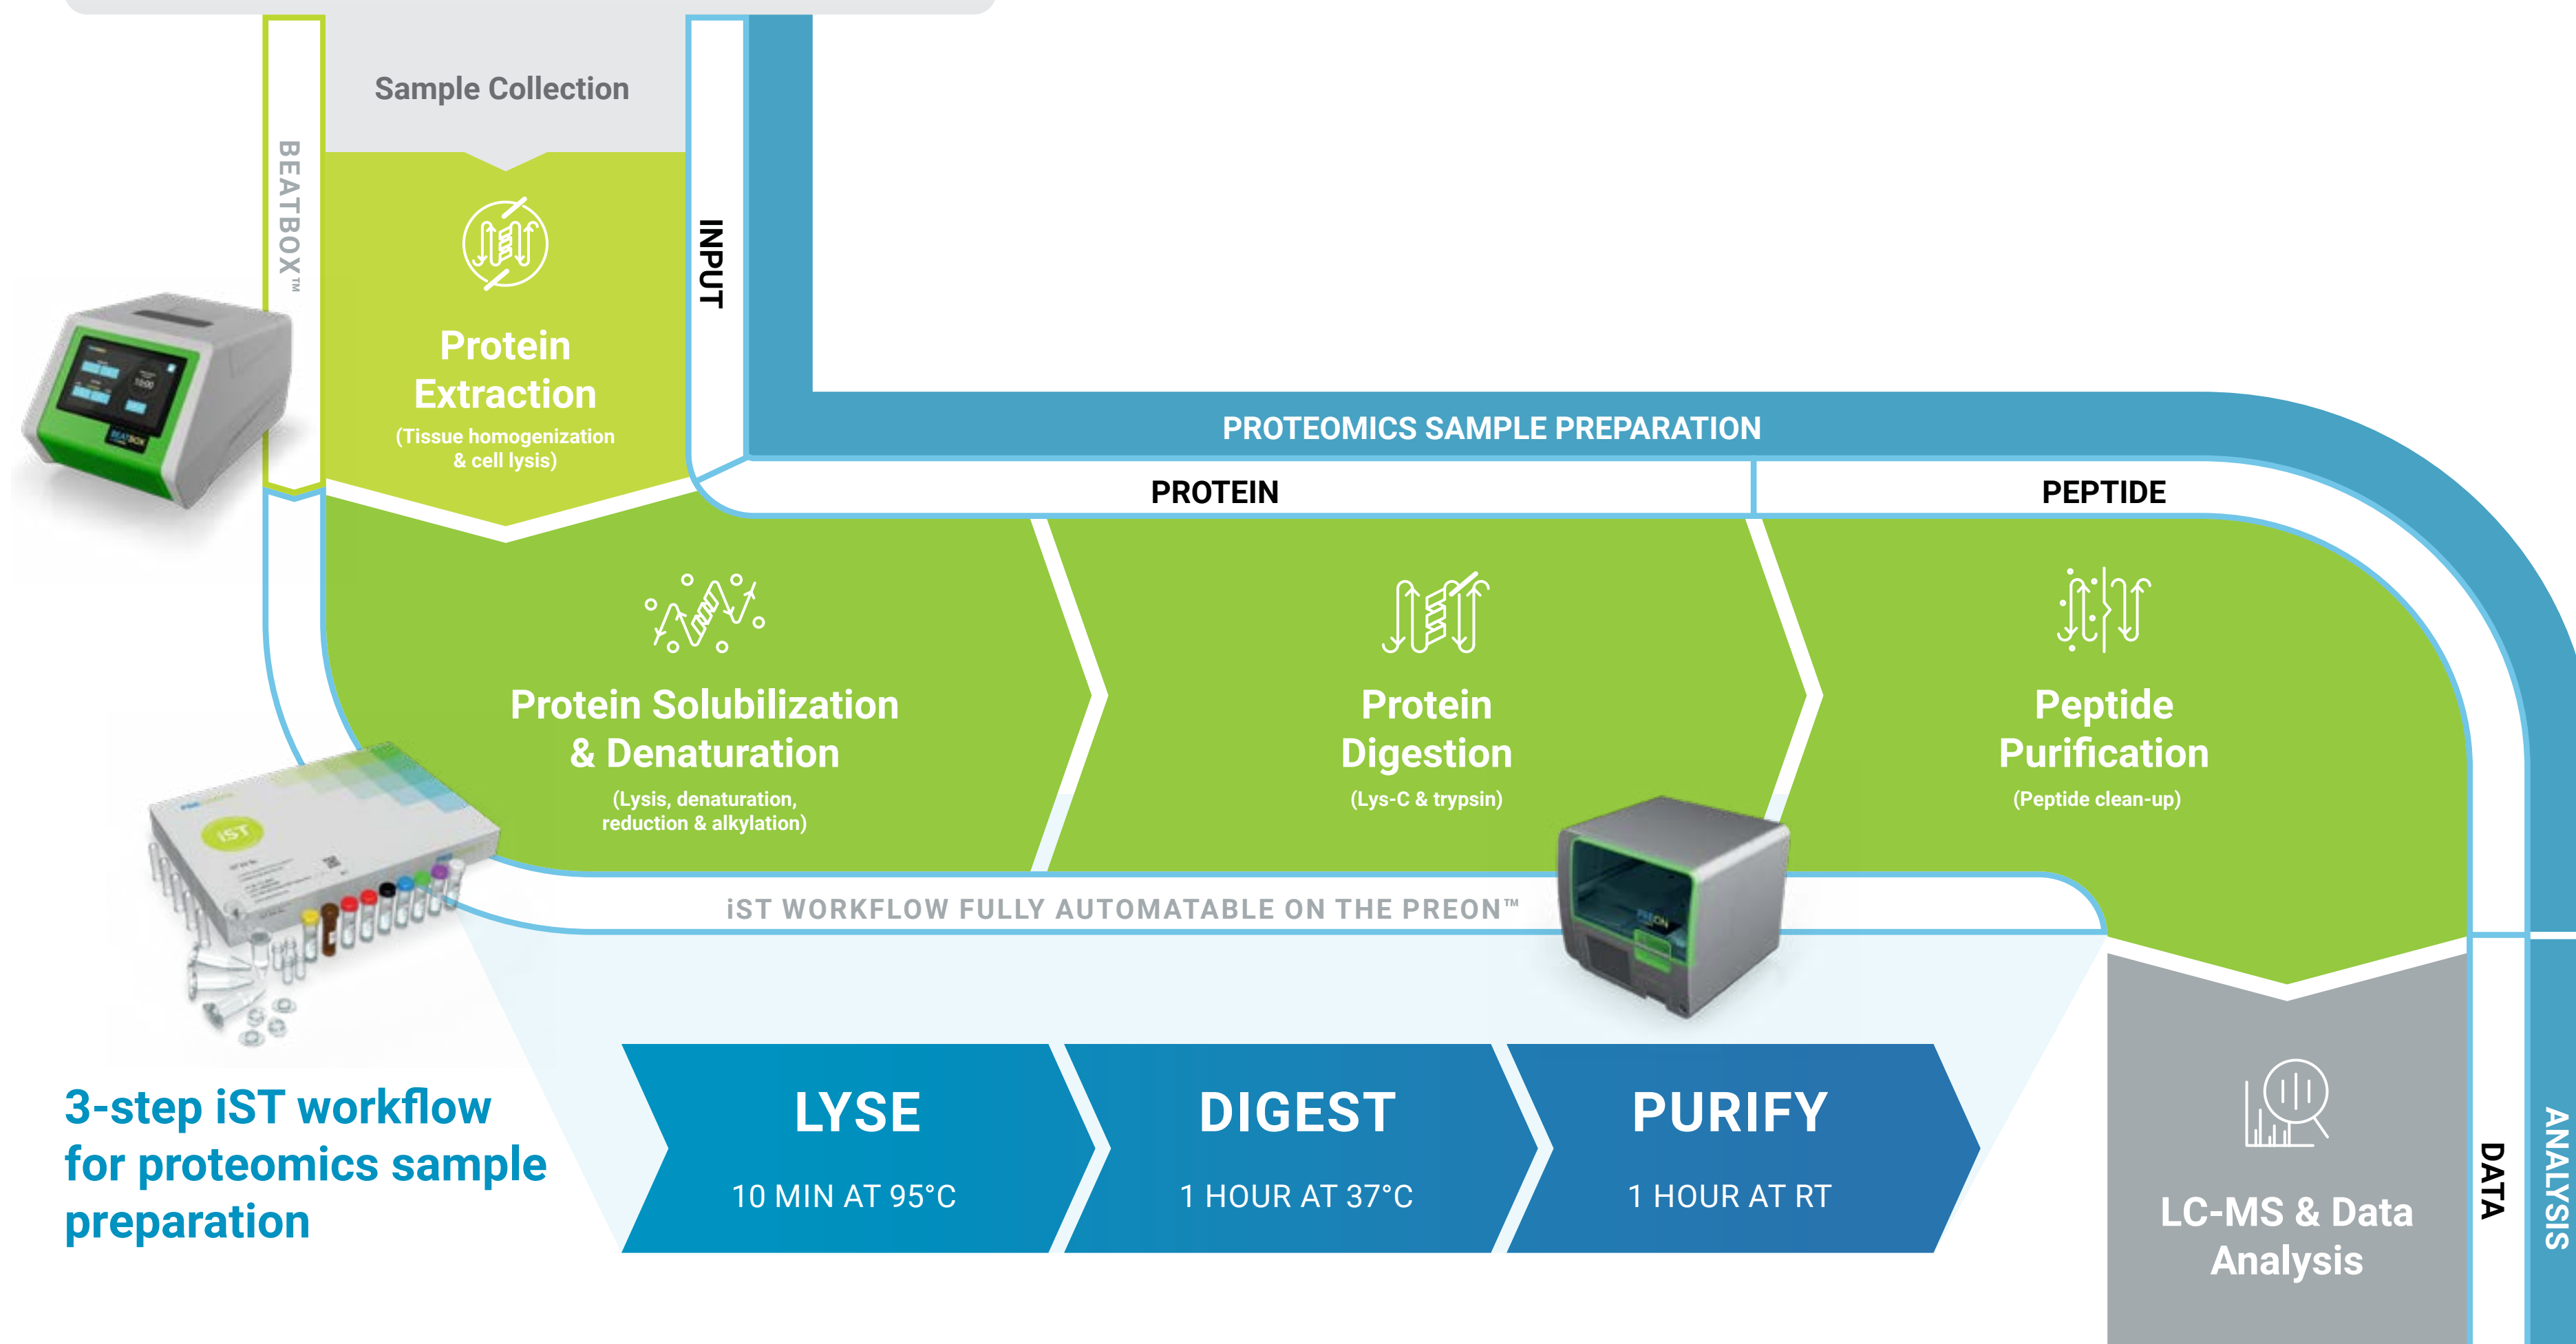 Sample Collection
BEATBOX™
INPUT
Protein
Extraction
(Tissue homogenization
& cell lysis)
BEATBOX
PROTEOMICS SAMPLE PREPARATION
PROTEIN
PEPTIDE
Protein Solubilization
& Denaturation
(Lysis, denaturation,
reduction & alkylation)
Protein
Digestion
(Lys-C & trypsin)
Peptide
Purification
(Peptide clean-up)
iST
iST WORKFLOW FULLY AUTOMATABLE ON THE PREON™
PREON
3-step iST workflow
for proteomics sample
preparation
LYSE
10 MIN AT 95°C
DIGEST
1 HOUR AT 37°C
PURIFY
1 HOUR AT RT
LC-MS & Data
Analysis
DATA
ANALYSIS